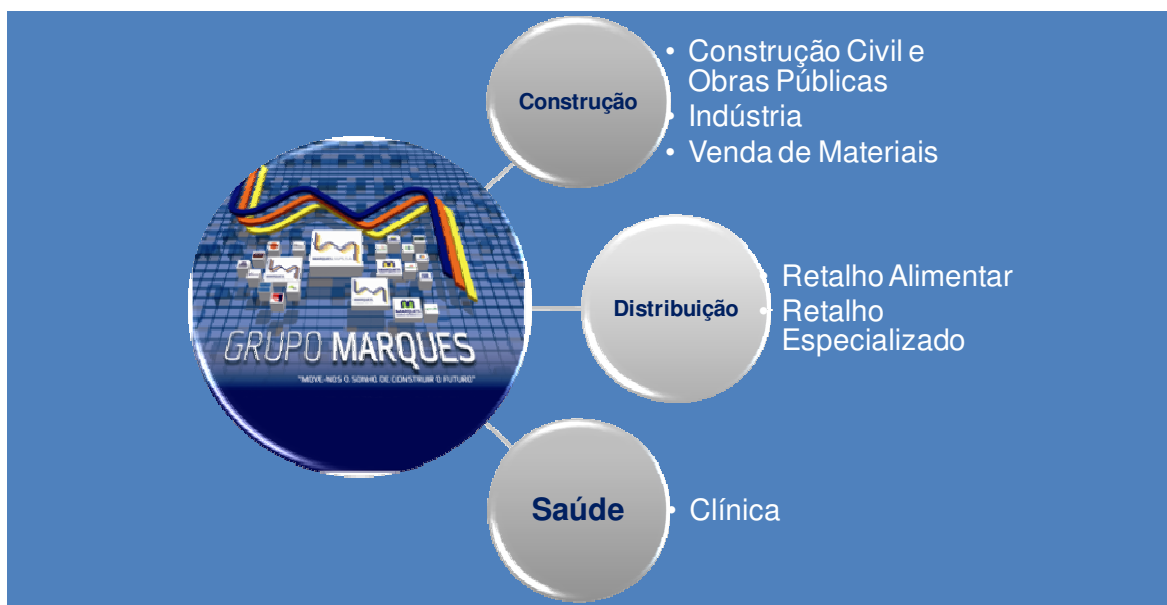 Construção
• Construção Civil e
Obras Públicas
• Indústria
• Venda de Materiais
GRUPO MARQUES
"MOVE-NOS O SONHO DE CONSTRUIR O FUTURO"
Distribuição
• Retalho Alimentar
• Retalho
Especializado
Saúde
• Clínica